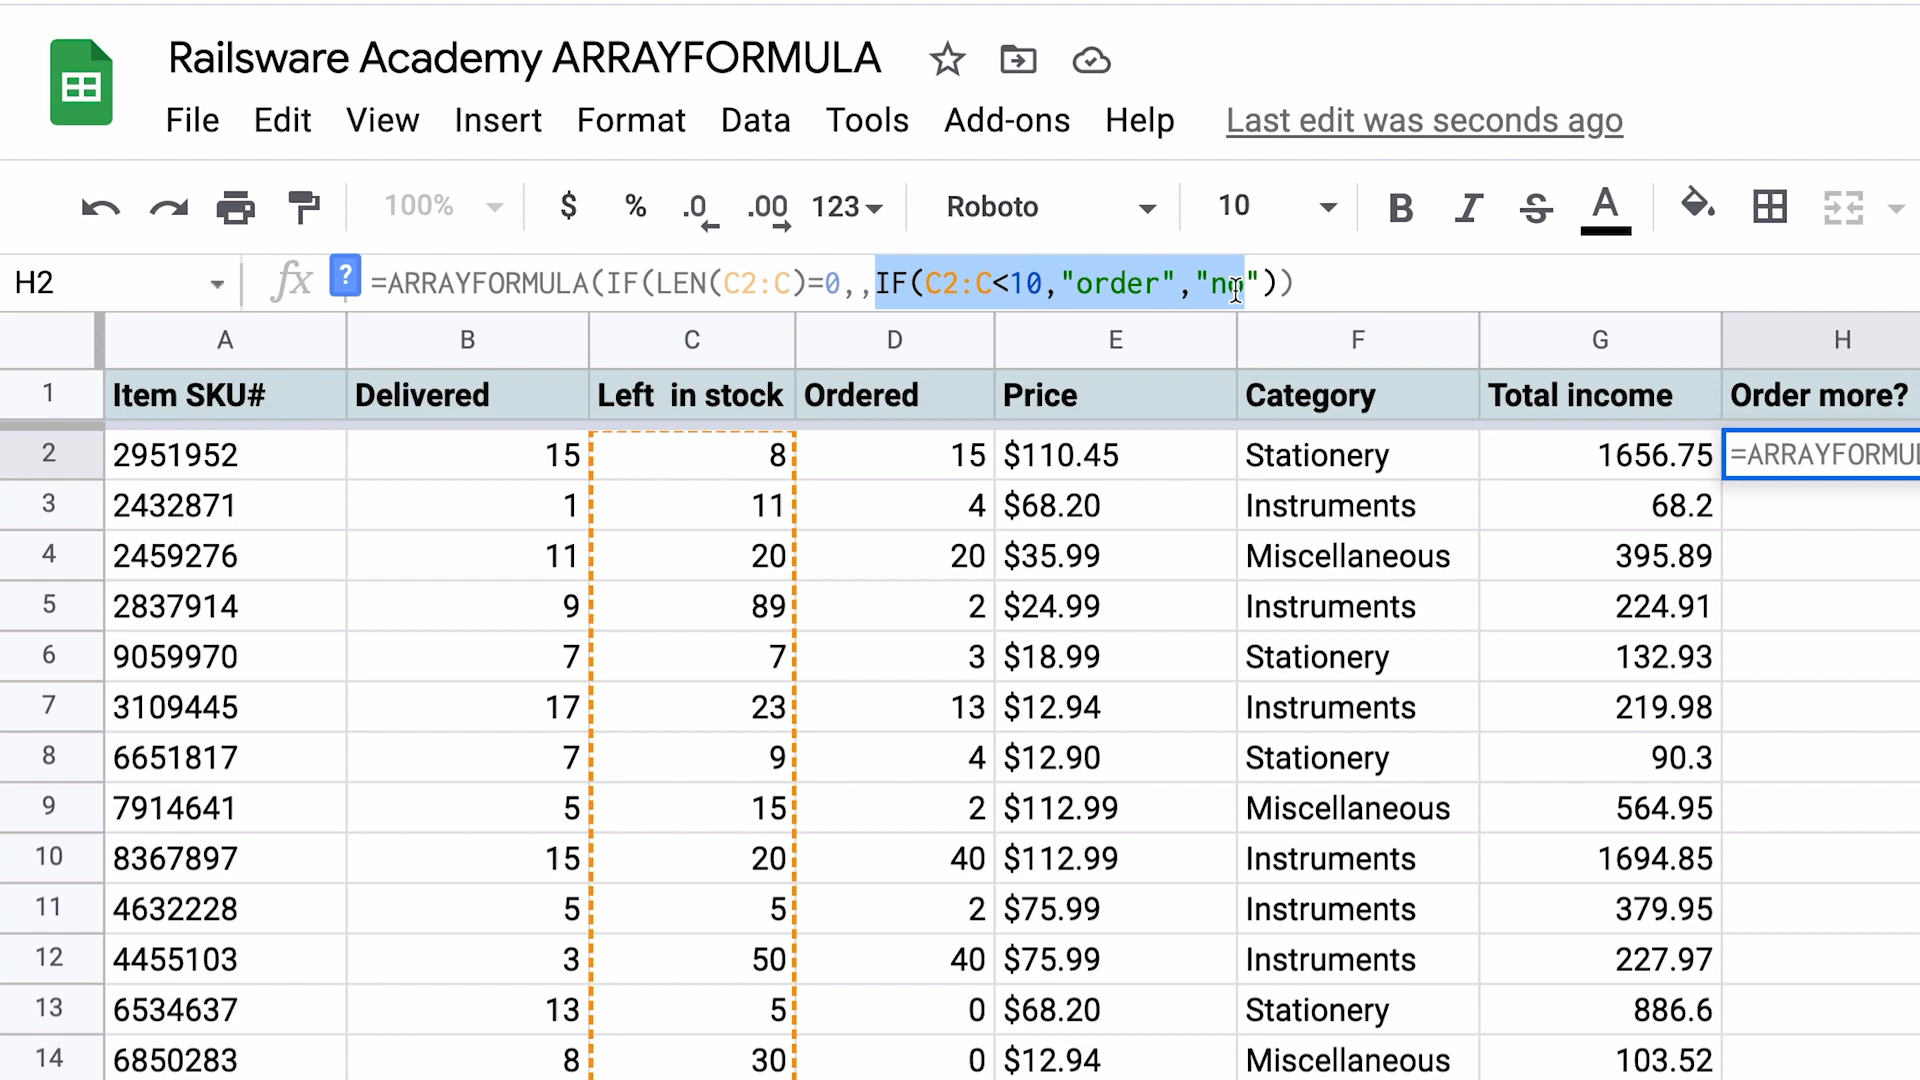 Railsware Academy ARRAYFORMULA
File Edit View Insert Format Data Tools Add-ons Help Last edit was seconds ago
100% $ % .0 .00 123 Roboto 10 B I S A
H2 fx ? =ARRAYFORMULA(IF(LEN(C2:C)=0,,IF(C2:C<10,"order","no"))
A B C D E F G H
1 Item SKU# Delivered Left in stock Ordered Price Category Total income Order more?
2 2951952 15 8 15 $110.45 Stationery 1656.75 =ARRAYFORMUL
3 2432871 1 11 4 $68.20 Instruments 68.2
4 2459276 11 20 20 $35.99 Miscellaneous 395.89
5 2837914 9 89 2 $24.99 Instruments 224.91
6 9059970 7 7 3 $18.99 Stationery 132.93
7 3109445 17 23 13 $12.94 Instruments 219.98
8 6651817 7 9 4 $12.90 Stationery 90.3
9 7914641 5 15 2 $112.99 Miscellaneous 564.95
10 8367897 15 20 40 $112.99 Instruments 1694.85
11 4632228 5 5 2 $75.99 Instruments 379.95
12 4455103 3 50 40 $75.99 Instruments 227.97
13 6534637 13 5 0 $68.20 Stationery 886.6
14 6850283 8 30 0 $12.94 Miscellaneous 103.52